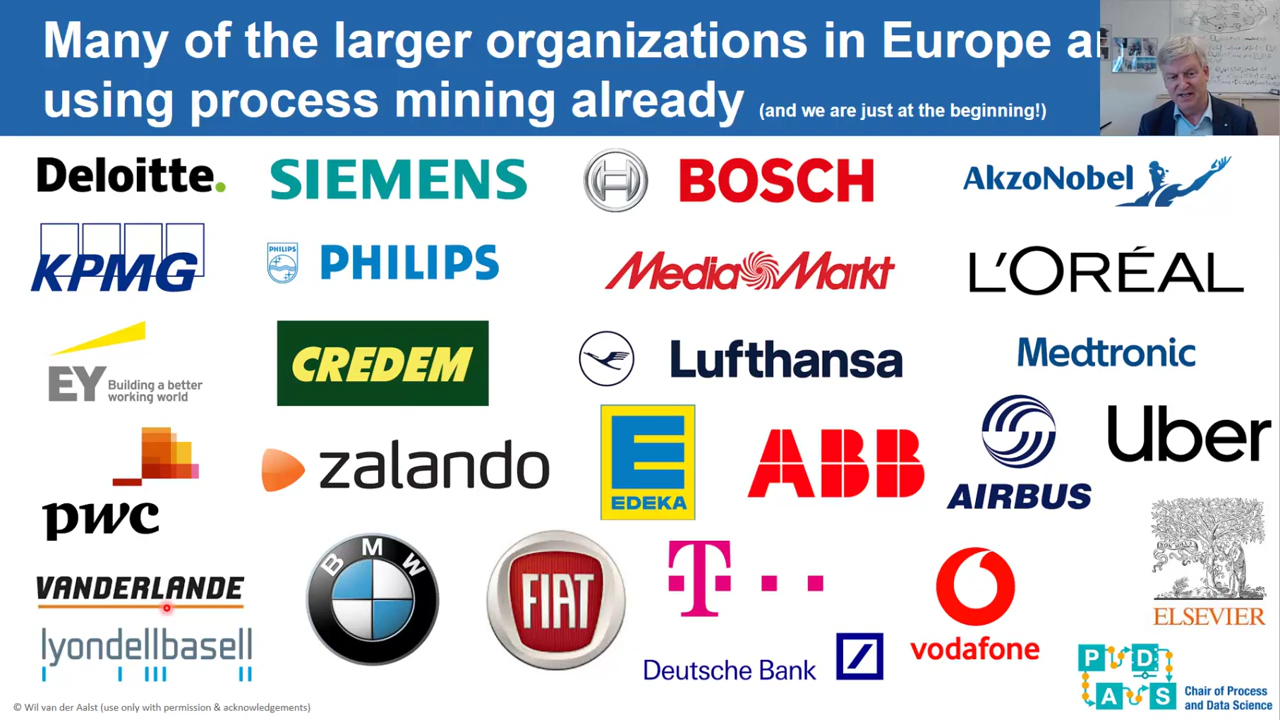 Many of the larger organizations in Europe a
using process mining already (and we are just at the beginning!)
Deloitte.
SIEMENS
BOSCH
AkzoNobel
KPMG
PHILIPS
PHILIPS
Media Markt
L'ORÉAL
EY Building a better
working world
CREDEM
Lufthansa
Medtronic
pwc
zalando
EDEKA
ABB
AIRBUS
Uber
VANDERLANDE
BMW
FIAT
T
vodafone
ELSEVIER
lyondellbasell
Deutsche Bank
P D
A S
Chair of Process
and Data Science
© Wil van der Aalst (use only with permission & acknowledgements)